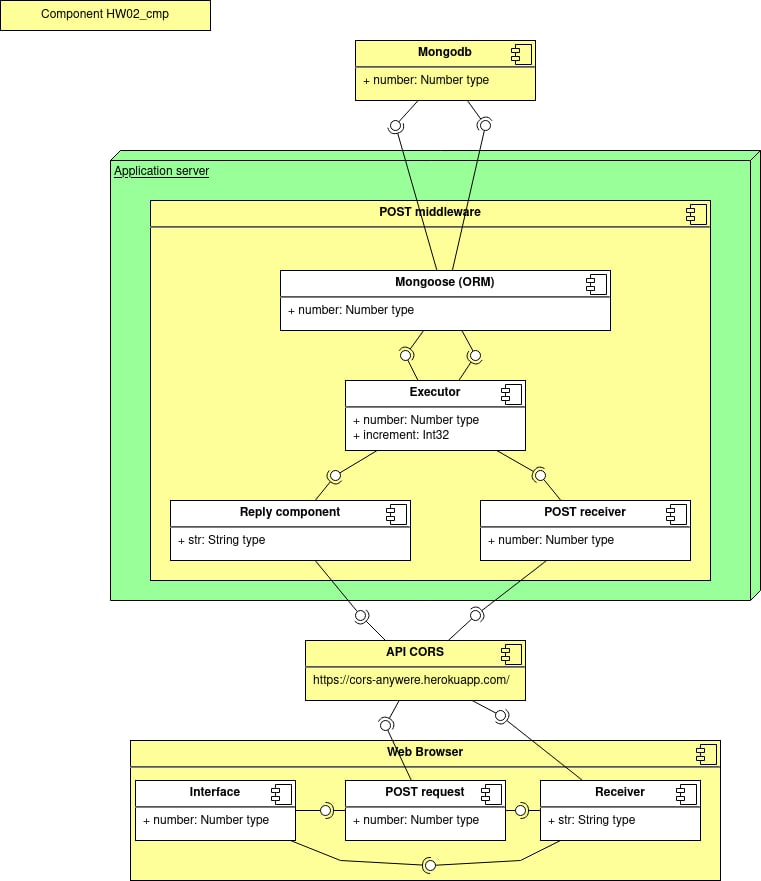 Component HW02_cmp
Mongodb
+ number: Number type
Application server
POST middleware
Mongoose (ORM)
+ number: Number type
Executor
+ number: Number type
+ increment: Int32
Reply component
+ str: String type
POST receiver
+ number: Number type
API CORS
https://cors-anywere.herokuapp.com/
Web Browser
Interface
+ number: Number type
POST request
+ number: Number type
Receiver
+ str: String type